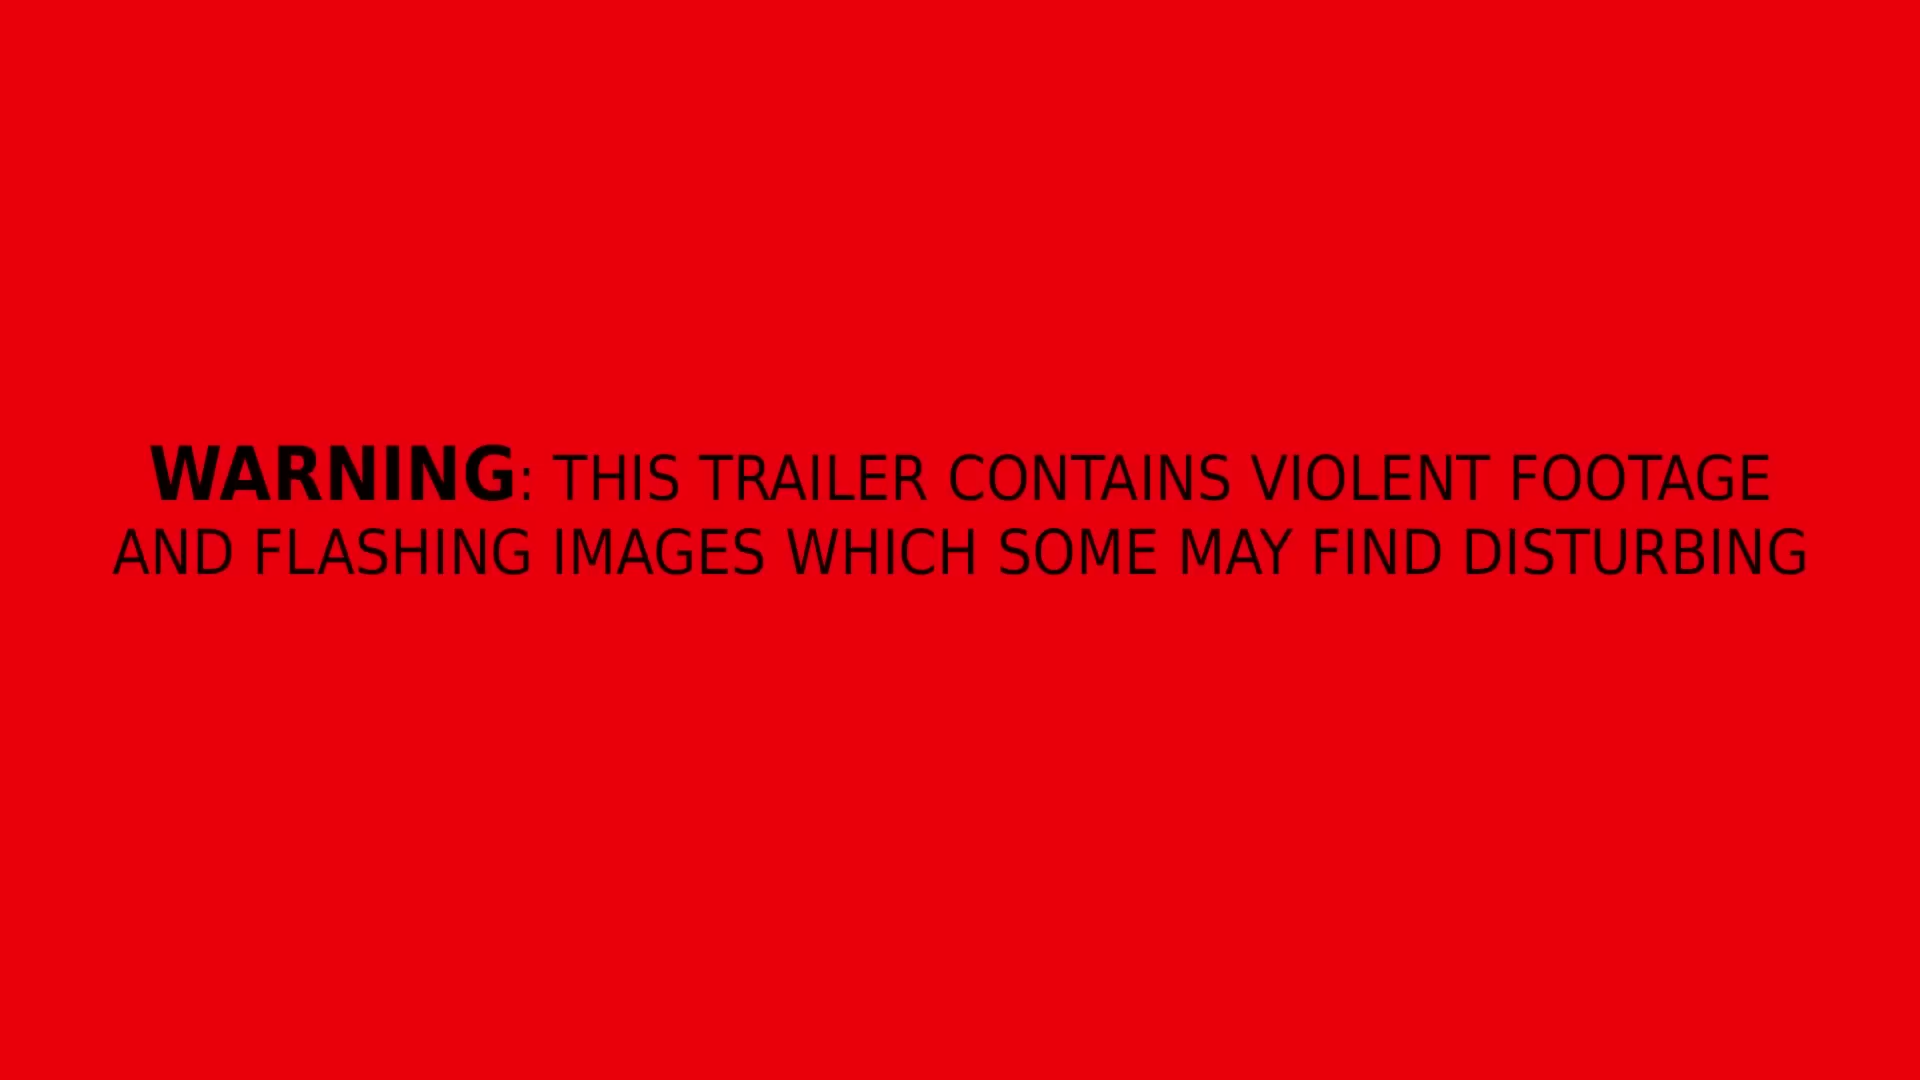 WARNING: THIS TRAILER CONTAINS VIOLENT FOOTAGE
AND FLASHING IMAGES WHICH SOME MAY FIND DISTURBING